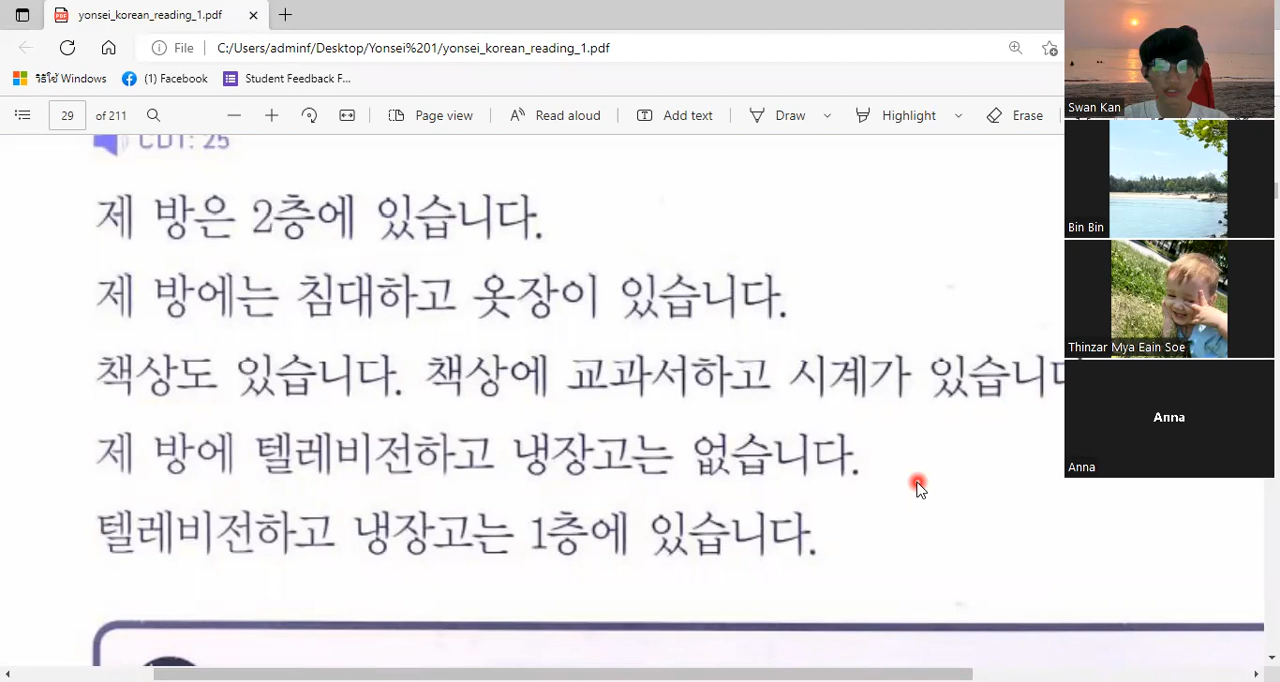 yonsei_korean_reading_1.pdf
File C:/Users/adminf/Desktop/Yonsei%201/yonsei_korean_reading_1.pdf
วิธีใช้ Windows (1) Facebook Student Feedback F...
29 of 211 Page view Read aloud Add text Draw Highlight Erase
CD1: 25
제 방은 2층에 있습니다.
제 방에는 침대하고 옷장이 있습니다.
책상도 있습니다. 책상에 교과서하고 시계가 있습니
제 방에 텔레비전하고 냉장고는 없습니다.
텔레비전하고 냉장고는 1층에 있습니다.
Swan Kan
Bin Bin
Thinzar Mya Eain Soe
Anna
Anna